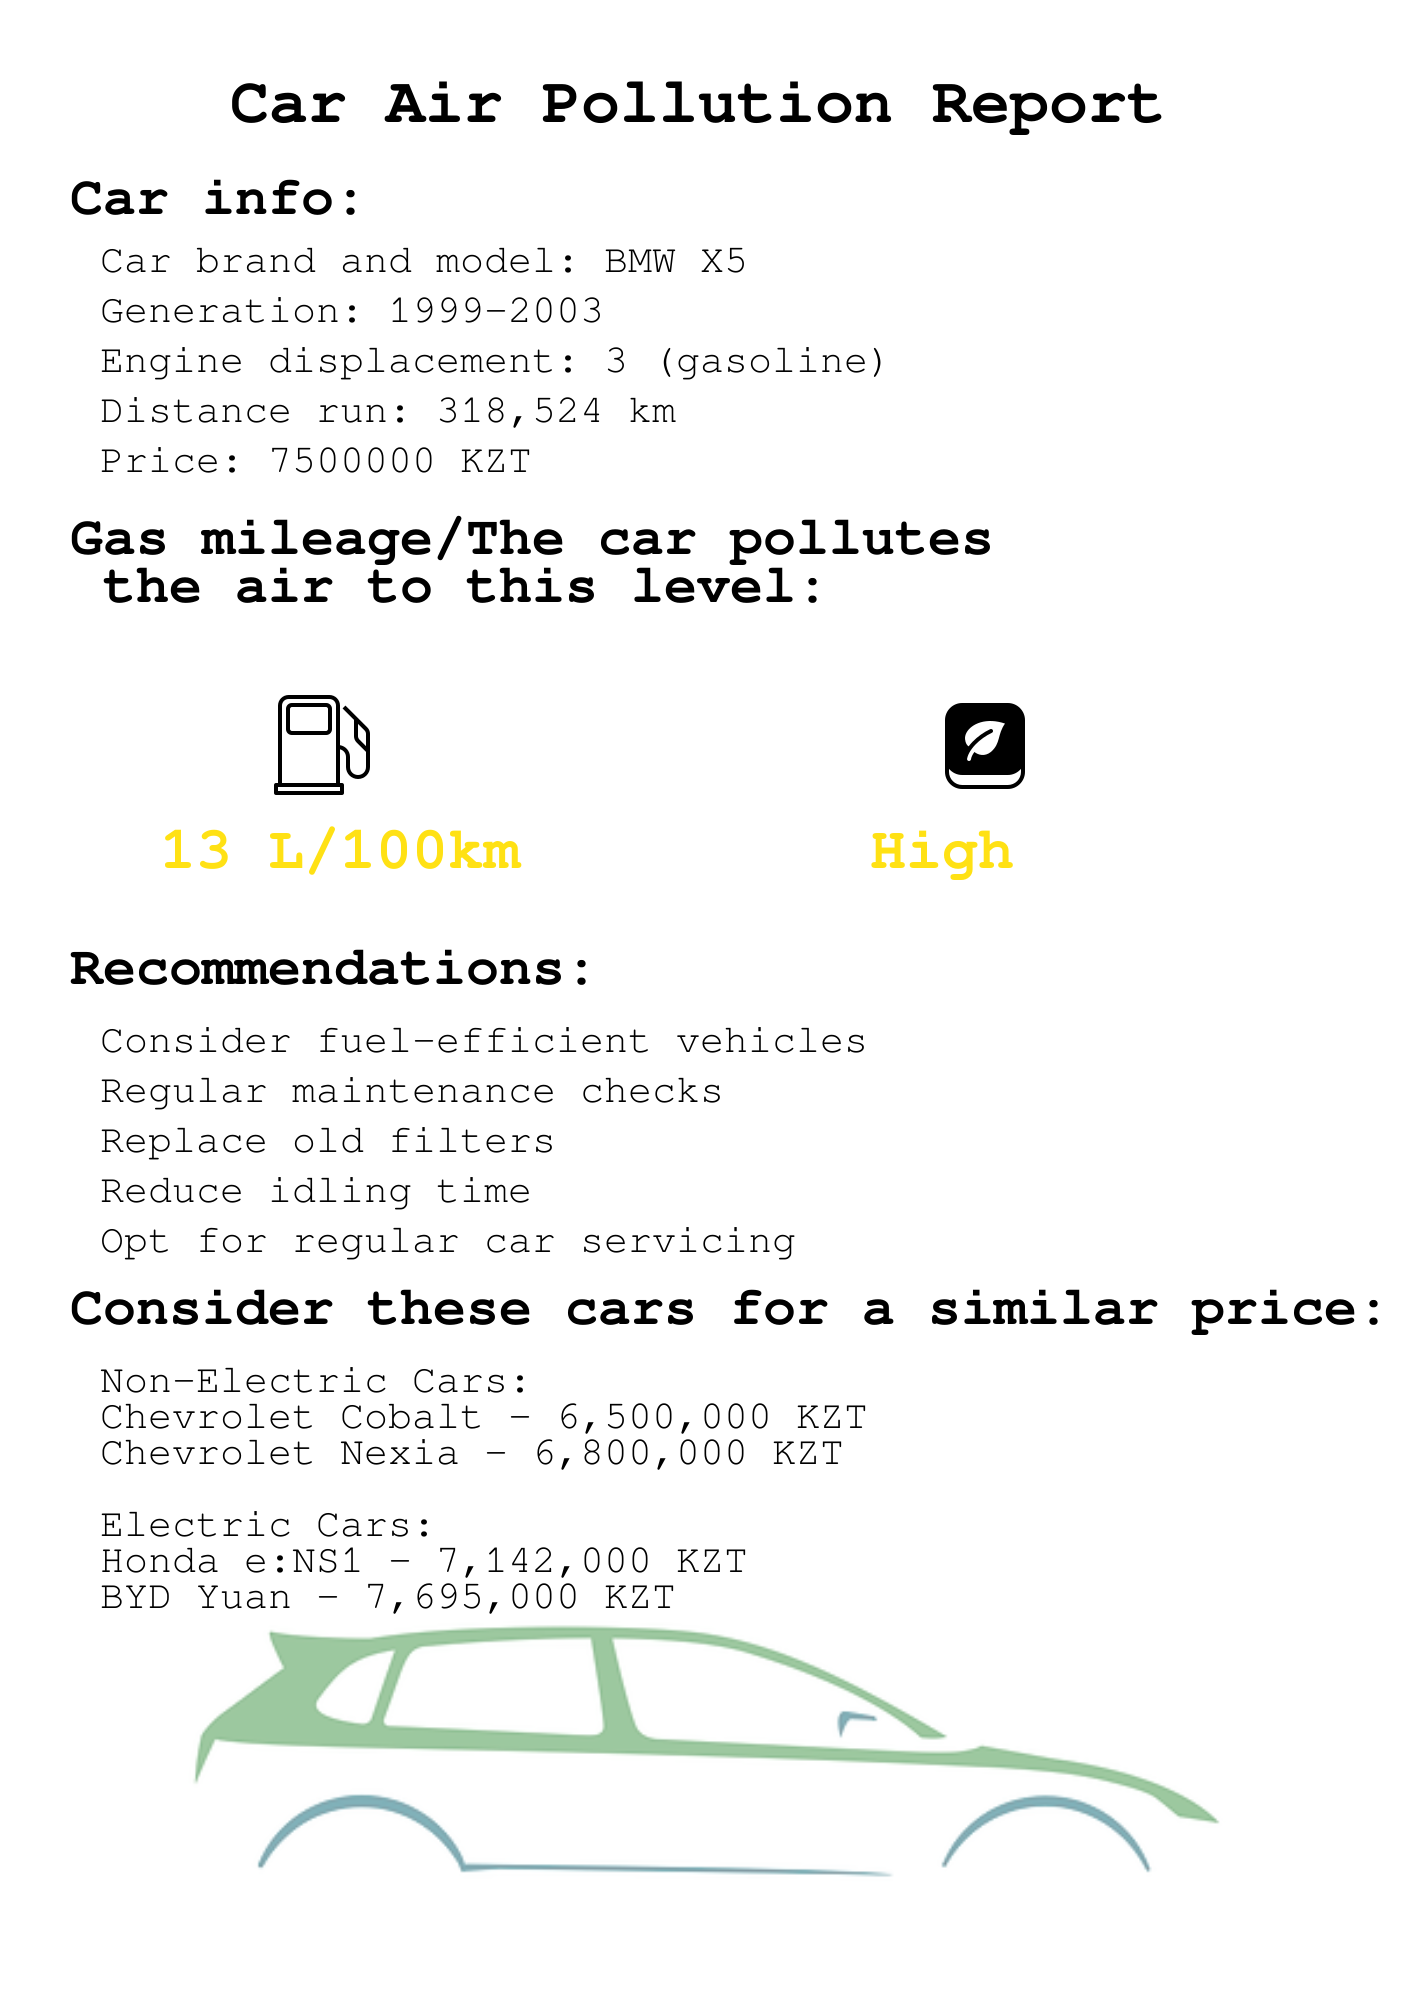 Car Air Pollution Report
Car info:
Car brand and model: BMW X5
Generation: 1999-2003
Engine displacement: 3 (gasoline)
Distance run: 318,524 km
Price: 7500000 KZT
Gas mileage/The car pollutes
the air to this level:
13 L/100km
High
Recommendations:
Consider fuel-efficient vehicles
Regular maintenance checks
Replace old filters
Reduce idling time
Opt for regular car servicing
Consider these cars for a similar price:
Non-Electric Cars:
Chevrolet Cobalt - 6,500,000 KZT
Chevrolet Nexia - 6,800,000 KZT
Electric Cars:
Honda e:NS1 - 7,142,000 KZT
BYD Yuan - 7,695,000 KZT